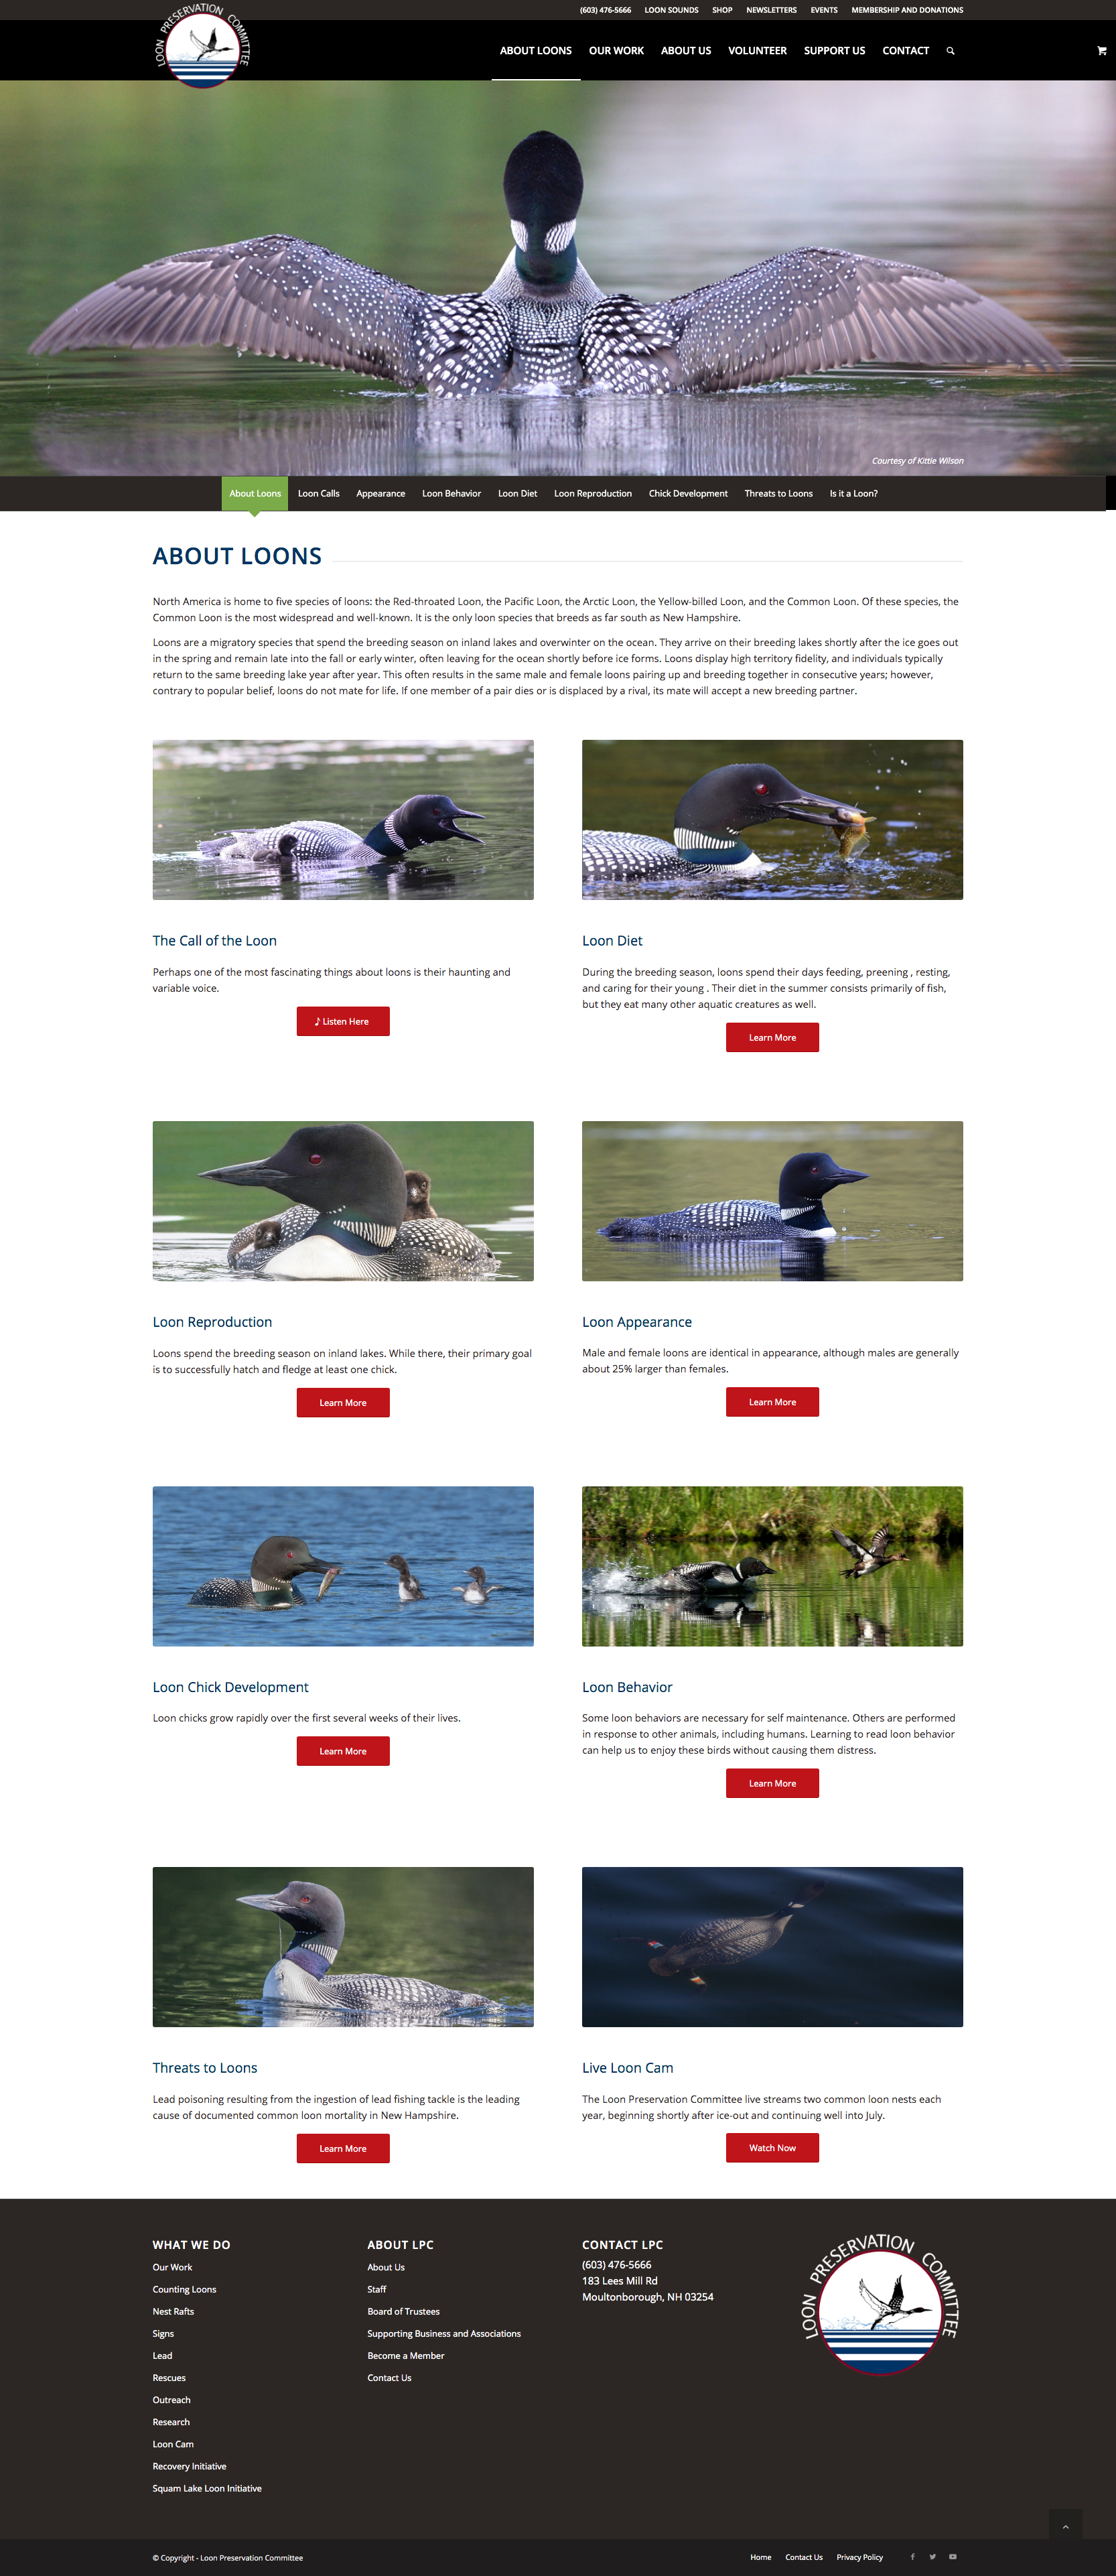 (603) 476-5666 LOON SOUNDS SHOP NEWSLETTERS EVENTS MEMBERSHIP AND DONATIONS
LOON PRESERVATION COMMITTEE
ABOUT LOONS OUR WORK ABOUT US VOLUNTEER SUPPORT US CONTACT
Courtesy of Kittie Wilson
About Loons Loon Calls Appearance Loon Behavior Loon Diet Loon Reproduction Chick Development Threats to Loons Is it a Loon?
ABOUT LOONS
North America is home to five species of loons: the Red-throated Loon, the Pacific Loon, the Arctic Loon, the Yellow-billed Loon, and the Common Loon. Of these species, the
Common Loon is the most widespread and well-known. It is the only loon species that breeds as far south as New Hampshire.
Loons are a migratory species that spend the breeding season on inland lakes and overwinter on the ocean. They arrive on their breeding lakes shortly after the ice goes out
in the spring and remain late into the fall or early winter, often leaving for the ocean shortly before ice forms. Loons display high territory fidelity, and individuals typically
return to the same breeding lake year after year. This often results in the same male and female loons pairing up and breeding together in consecutive years; however,
contrary to popular belief, loons do not mate for life. If one member of a pair dies or is displaced by a rival, its mate will accept a new breeding partner.
The Call of the Loon
Perhaps one of the most fascinating things about loons is their haunting and
variable voice.
♪ Listen Here
Loon Diet
During the breeding season, loons spend their days feeding, preening , resting,
and caring for their young . Their diet in the summer consists primarily of fish,
but they eat many other aquatic creatures as well.
Learn More
Loon Reproduction
Loons spend the breeding season on inland lakes. While there, their primary goal
is to successfully hatch and fledge at least one chick.
Learn More
Loon Appearance
Male and female loons are identical in appearance, although males are generally
about 25% larger than females.
Learn More
Loon Chick Development
Loon chicks grow rapidly over the first several weeks of their lives.
Learn More
Loon Behavior
Some loon behaviors are necessary for self maintenance. Others are performed
in response to other animals, including humans. Learning to read loon behavior
can help us to enjoy these birds without causing them distress.
Learn More
Threats to Loons
Lead poisoning resulting from the ingestion of lead fishing tackle is the leading
cause of documented common loon mortality in New Hampshire.
Learn More
Live Loon Cam
The Loon Preservation Committee live streams two common loon nests each
year, beginning shortly after ice-out and continuing well into July.
Watch Now
WHAT WE DO
Our Work
Counting Loons
Nest Rafts
Signs
Lead
Rescues
Outreach
Research
Loon Cam
Recovery Initiative
Squam Lake Loon Initiative
ABOUT LPC
About Us
Staff
Board of Trustees
Supporting Business and Associations
Become a Member
Contact Us
CONTACT LPC
(603) 476-5666
183 Lees Mill Rd
Moultonborough, NH 03254
LOON PRESERVATION COMMITTEE
© Copyright - Loon Preservation Committee
Home Contact Us Privacy Policy